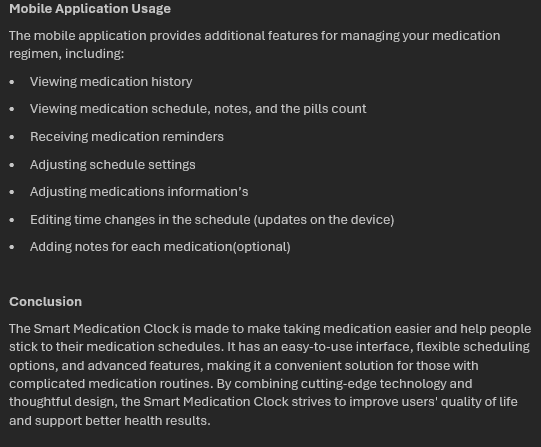 Mobile Application Usage
The mobile application provides additional features for managing your medication
regimen, including:
• Viewing medication history
• Viewing medication schedule, notes, and the pills count
• Receiving medication reminders
• Adjusting schedule settings
• Adjusting medications information's
• Editing time changes in the schedule (updates on the device)
• Adding notes for each medication(optional)
Conclusion
The Smart Medication Clock is made to make taking medication easier and help people
stick to their medication schedules. It has an easy-to-use interface, flexible scheduling
options, and advanced features, making it a convenient solution for those with
complicated medication routines. By combining cutting-edge technology and
thoughtful design, the Smart Medication Clock strives to improve users' quality of life
and support better health results.